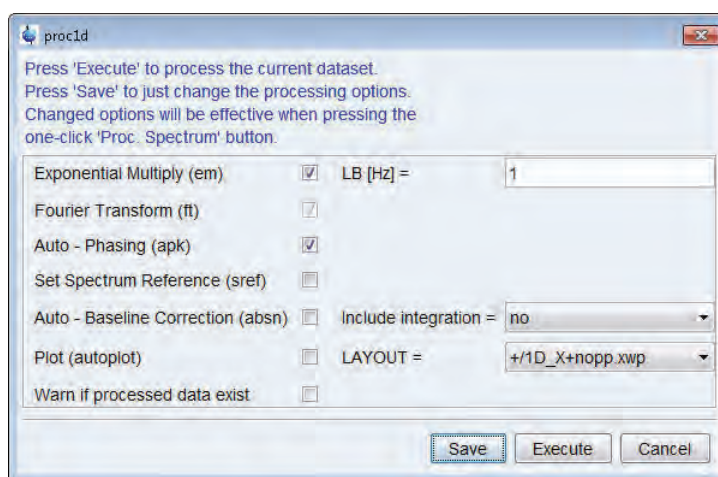 proc1d
Press 'Execute' to process the current dataset.
Press 'Save' to just change the processing options.
Changed options will be effective when pressing the
one-click 'Proc. Spectrum' button.
Exponential Multiply (em) LB [Hz] = 1
Fourier Transform (ft)
Auto - Phasing (apk)
Set Spectrum Reference (sref)
Auto - Baseline Correction (absn) Include integration = no
Plot (autoplot) LAYOUT = +/1D_X+nopp.xwp
Warn if processed data exist
Save Execute Cancel